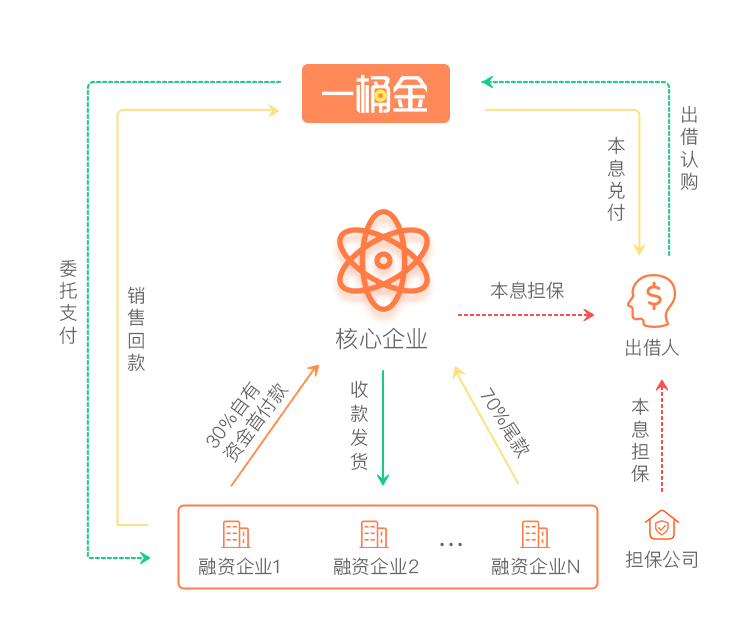 一桶金
出借认购
本息兑付
委托支付
销售回款
本息担保
核心企业
出借人
30%自有
资金首付款
收款发货
70%尾款
本息担保
融资企业1
融资企业2
...
融资企业N
担保公司